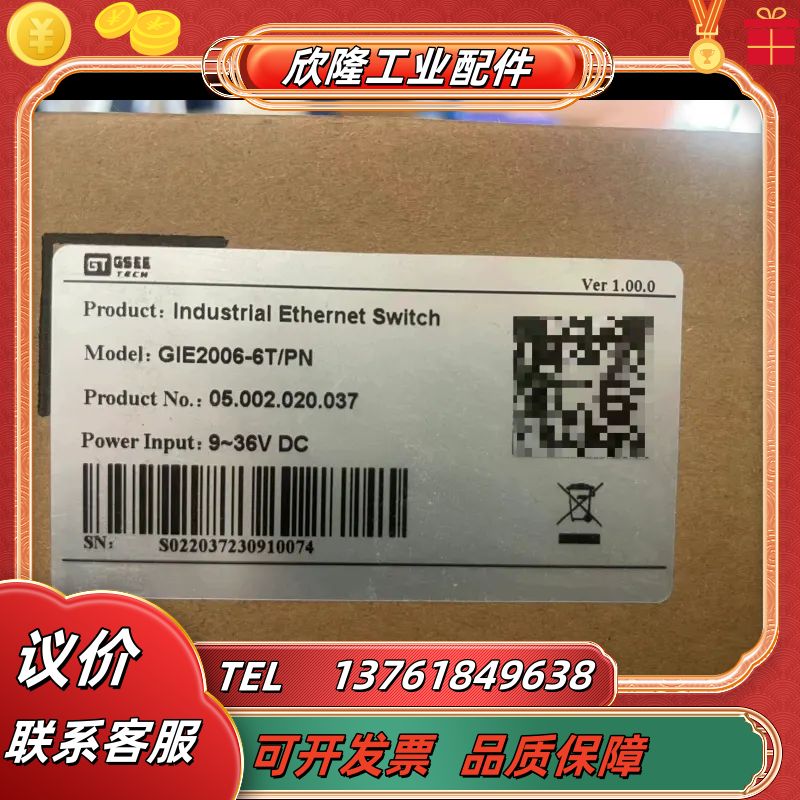 欣隆工业配件
GT GSEE
TECH
Ver 1.00.0
Product: Industrial Ethernet Switch
Model: GIE2006-6T/PN
Product No.: 05.002.020.037
Power Input: 9~36V DC
SN: S022037230910074
议价
TEL 13761849638
联系客服
可开发票 品质保障